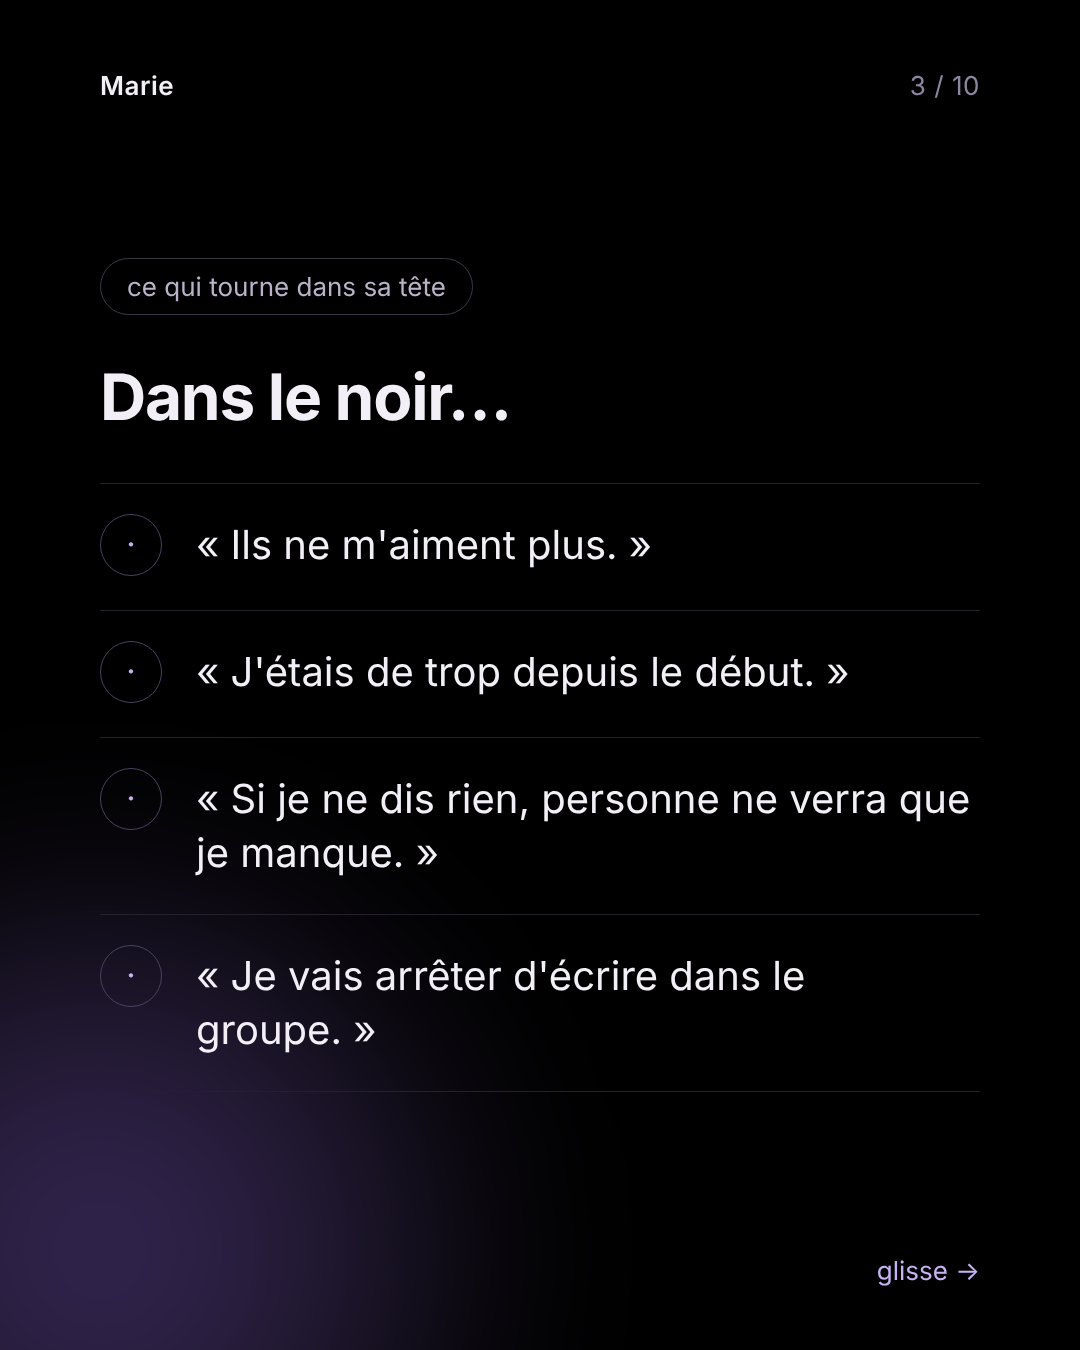 Marie
3 / 10
ce qui tourne dans sa tête
Dans le noir…
« Ils ne m'aiment plus. »
« J'étais de trop depuis le début. »
« Si je ne dis rien, personne ne verra que
je manque. »
« Je vais arrêter d'écrire dans le
groupe. »
glisse →